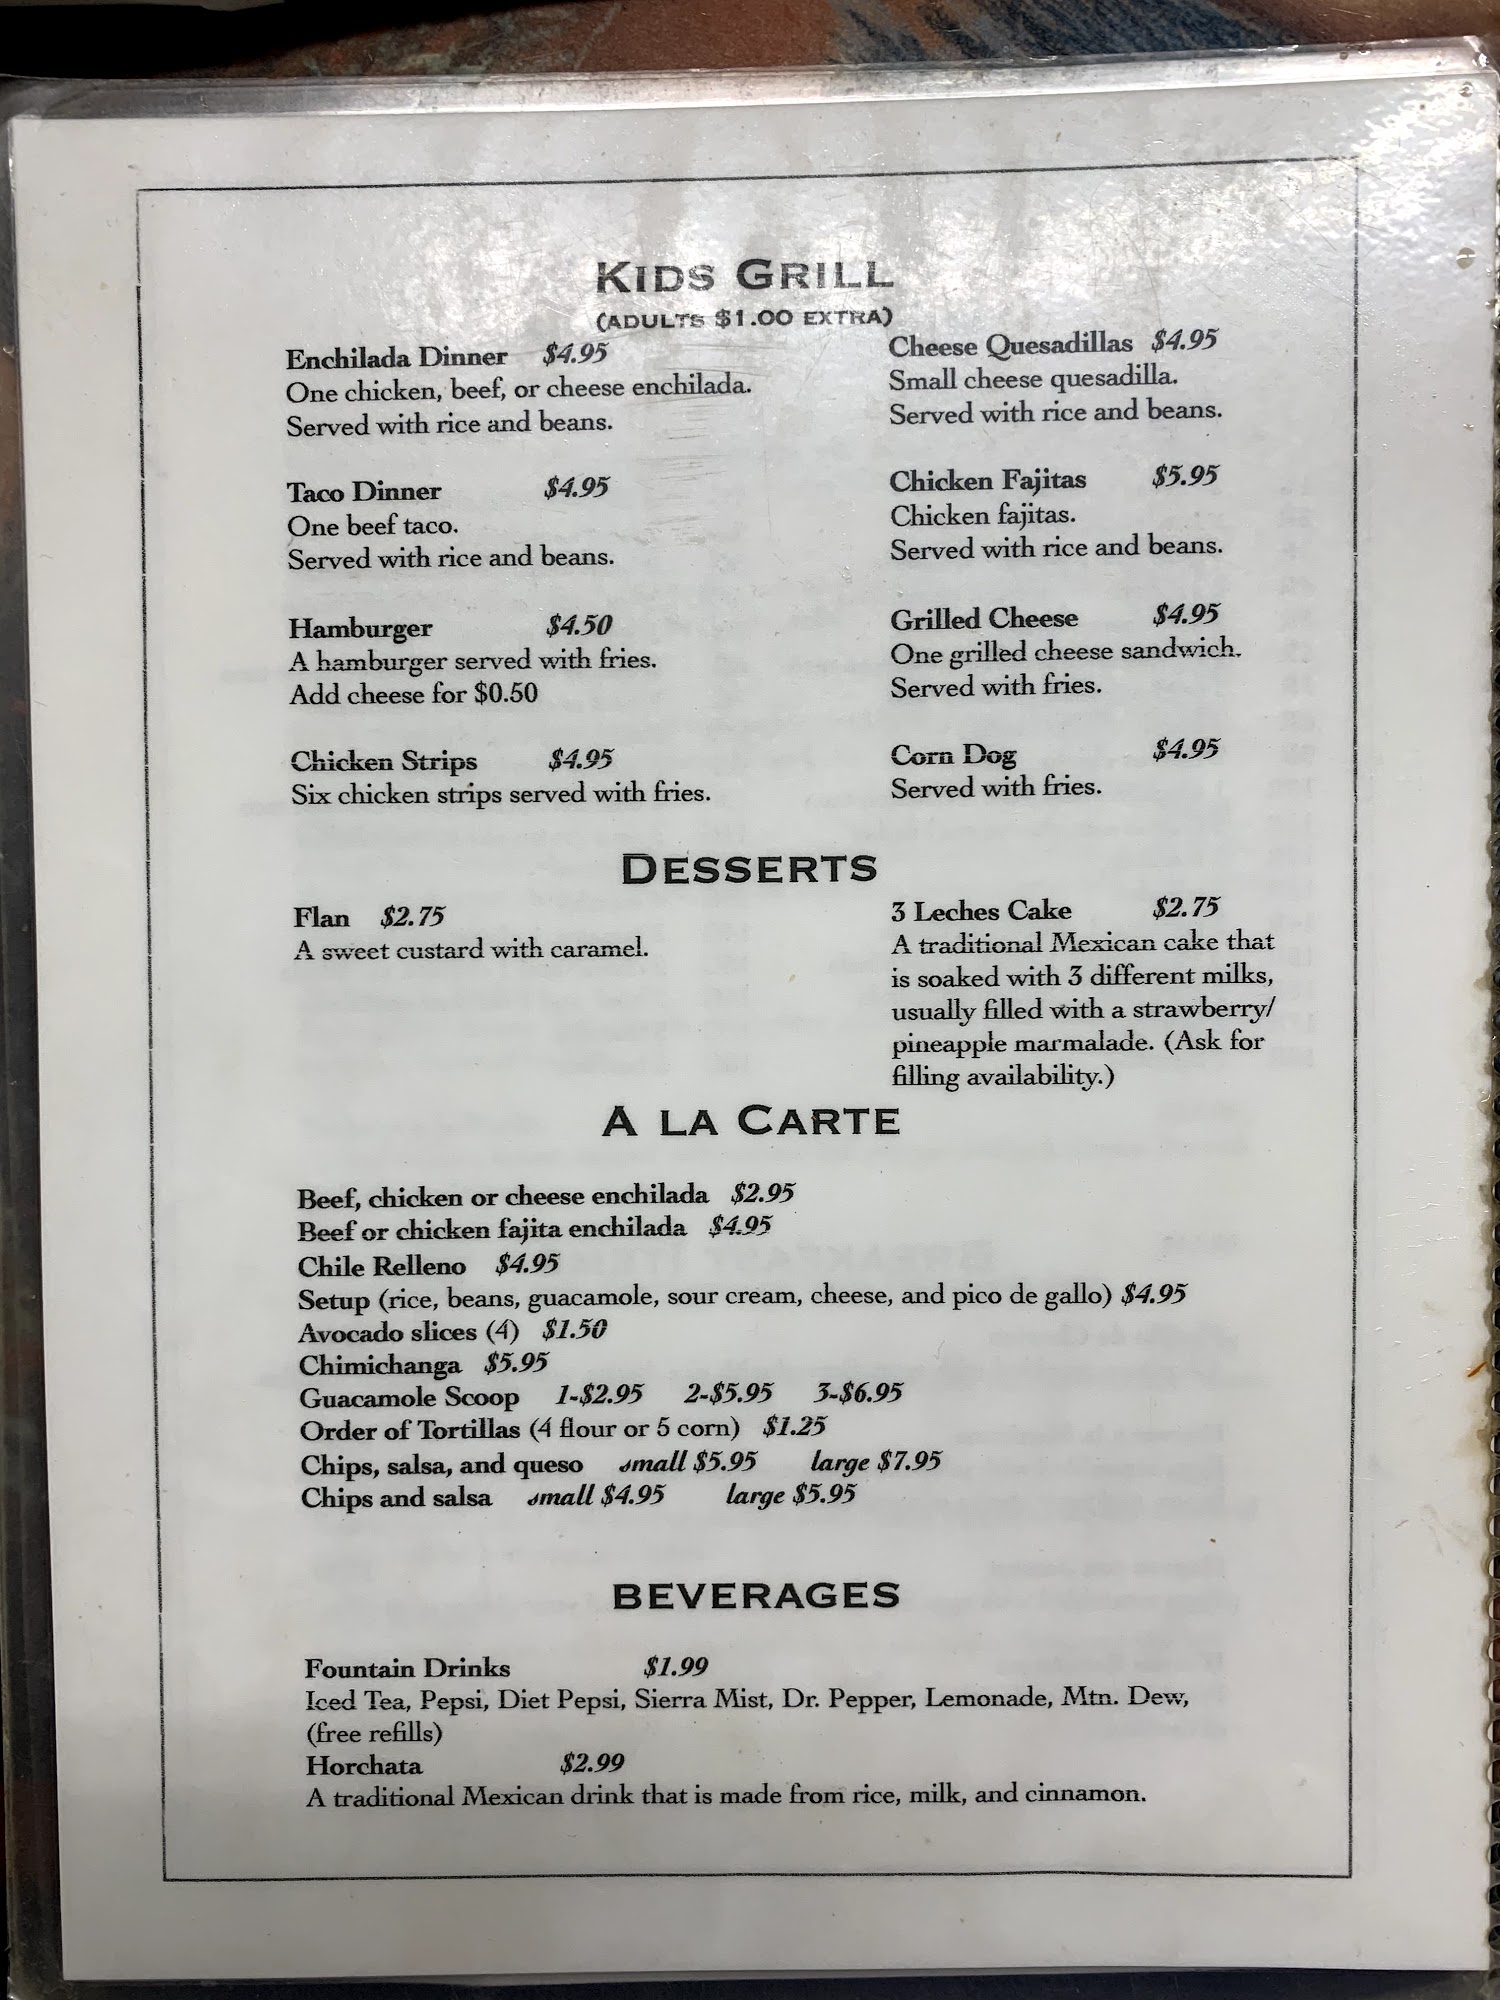 KIDS GRILL
(ADULTS $1.00 EXTRA)
Enchilada Dinner $4.95
One chicken, beef, or cheese enchilada.
Served with rice and beans.
Taco Dinner $4.95
One beef taco.
Served with rice and beans.
Hamburger $4.50
A hamburger served with fries.
Add cheese for $0.50
Chicken Strips $4.95
Six chicken strips served with fries.
Cheese Quesadillas $4.95
Small cheese quesadilla.
Served with rice and beans.
Chicken Fajitas $5.95
Chicken fajitas.
Served with rice and beans.
Grilled Cheese $4.95
One grilled cheese sandwich.
Served with fries.
Corn Dog $4.95
Served with fries.
DESSERTS
Flan $2.75
A sweet custard with caramel.
3 Leches Cake $2.75
A traditional Mexican cake that
is soaked with 3 different milks,
usually filled with a strawberry/
pineapple marmalade. (Ask for
filling availability.)
A LA CARTE
Beef, chicken or cheese enchilada $2.95
Beef or chicken fajita enchilada $4.95
Chile Relleno $4.95
Setup (rice, beans, guacamole, sour cream, cheese, and pico de gallo) $4.95
Avocado slices (4) $1.50
Chimichanga $5.95
Guacamole Scoop 1-$2.95 2-$5.95 3-$6.95
Order of Tortillas (4 flour or 5 corn) $1.25
Chips, salsa, and queso small $5.95 large $7.95
Chips and salsa small $4.95 large $5.95
BEVERAGES
Fountain Drinks $1.99
Iced Tea, Pepsi, Diet Pepsi, Sierra Mist, Dr. Pepper, Lemonade, Mtn. Dew,
(free refills)
Horchata $2.99
A traditional Mexican drink that is made from rice, milk, and cinnamon.